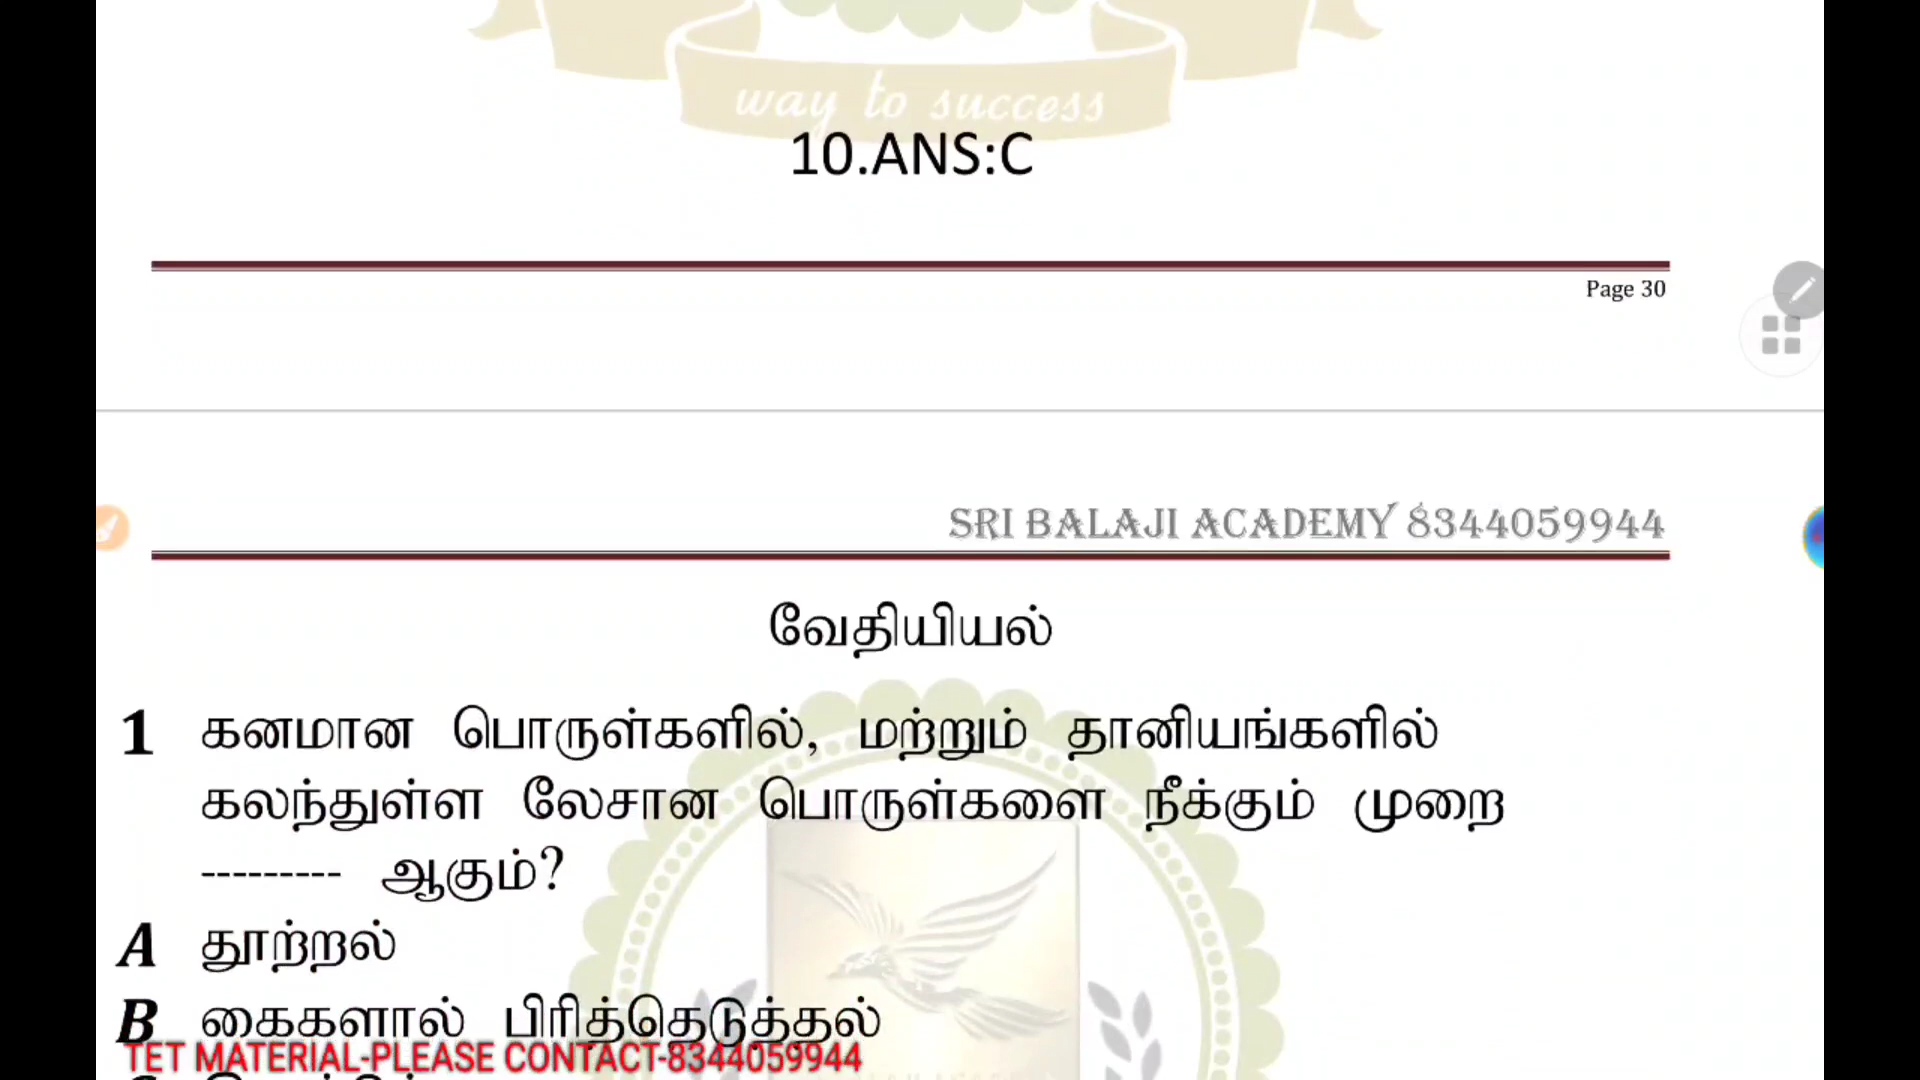 way to success
10.ANS:C
Page 30
SRI BALAJI ACADEMY 8344059944
வேதியியல்
1 கனமான பொருள்களில், மற்றும் தானியங்களில்
கலந்துள்ள லேசான பொருள்களை நீக்கும் முறை
--------- ஆகும்?
A தூற்றல்
B கைகளால் பிரித்தெடுத்தல்
TET MATERIAL-PLEASE CONTACT-8344059944